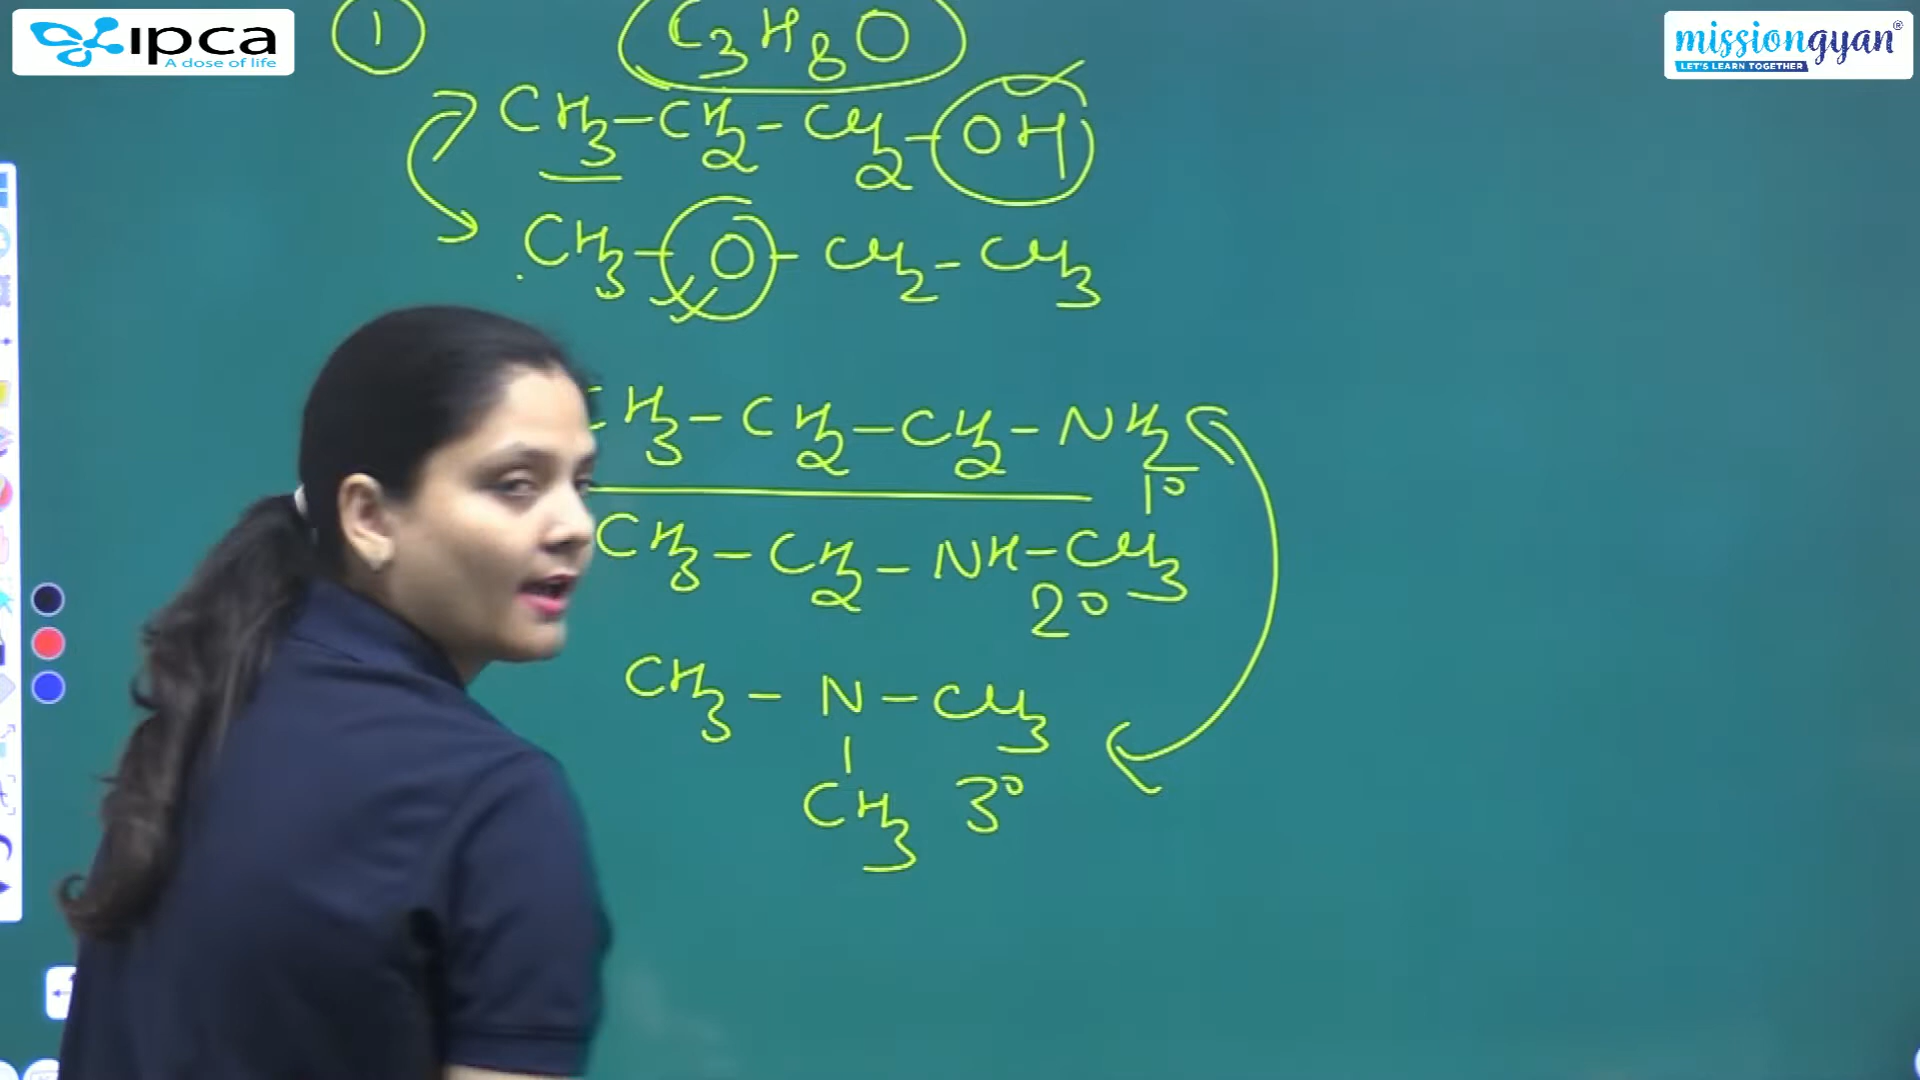 ipca
A dose of life
missiongyan®
LET'S LEARN TOGETHER
1
C3H8O
CH3-CH2-CH2-OH
CH3-O-CH2-CH3
CH3-CH2-CH2-NH2
1°
CH3-CH2-NH-CH3
2°
CH3-N-CH3
CH3 3°